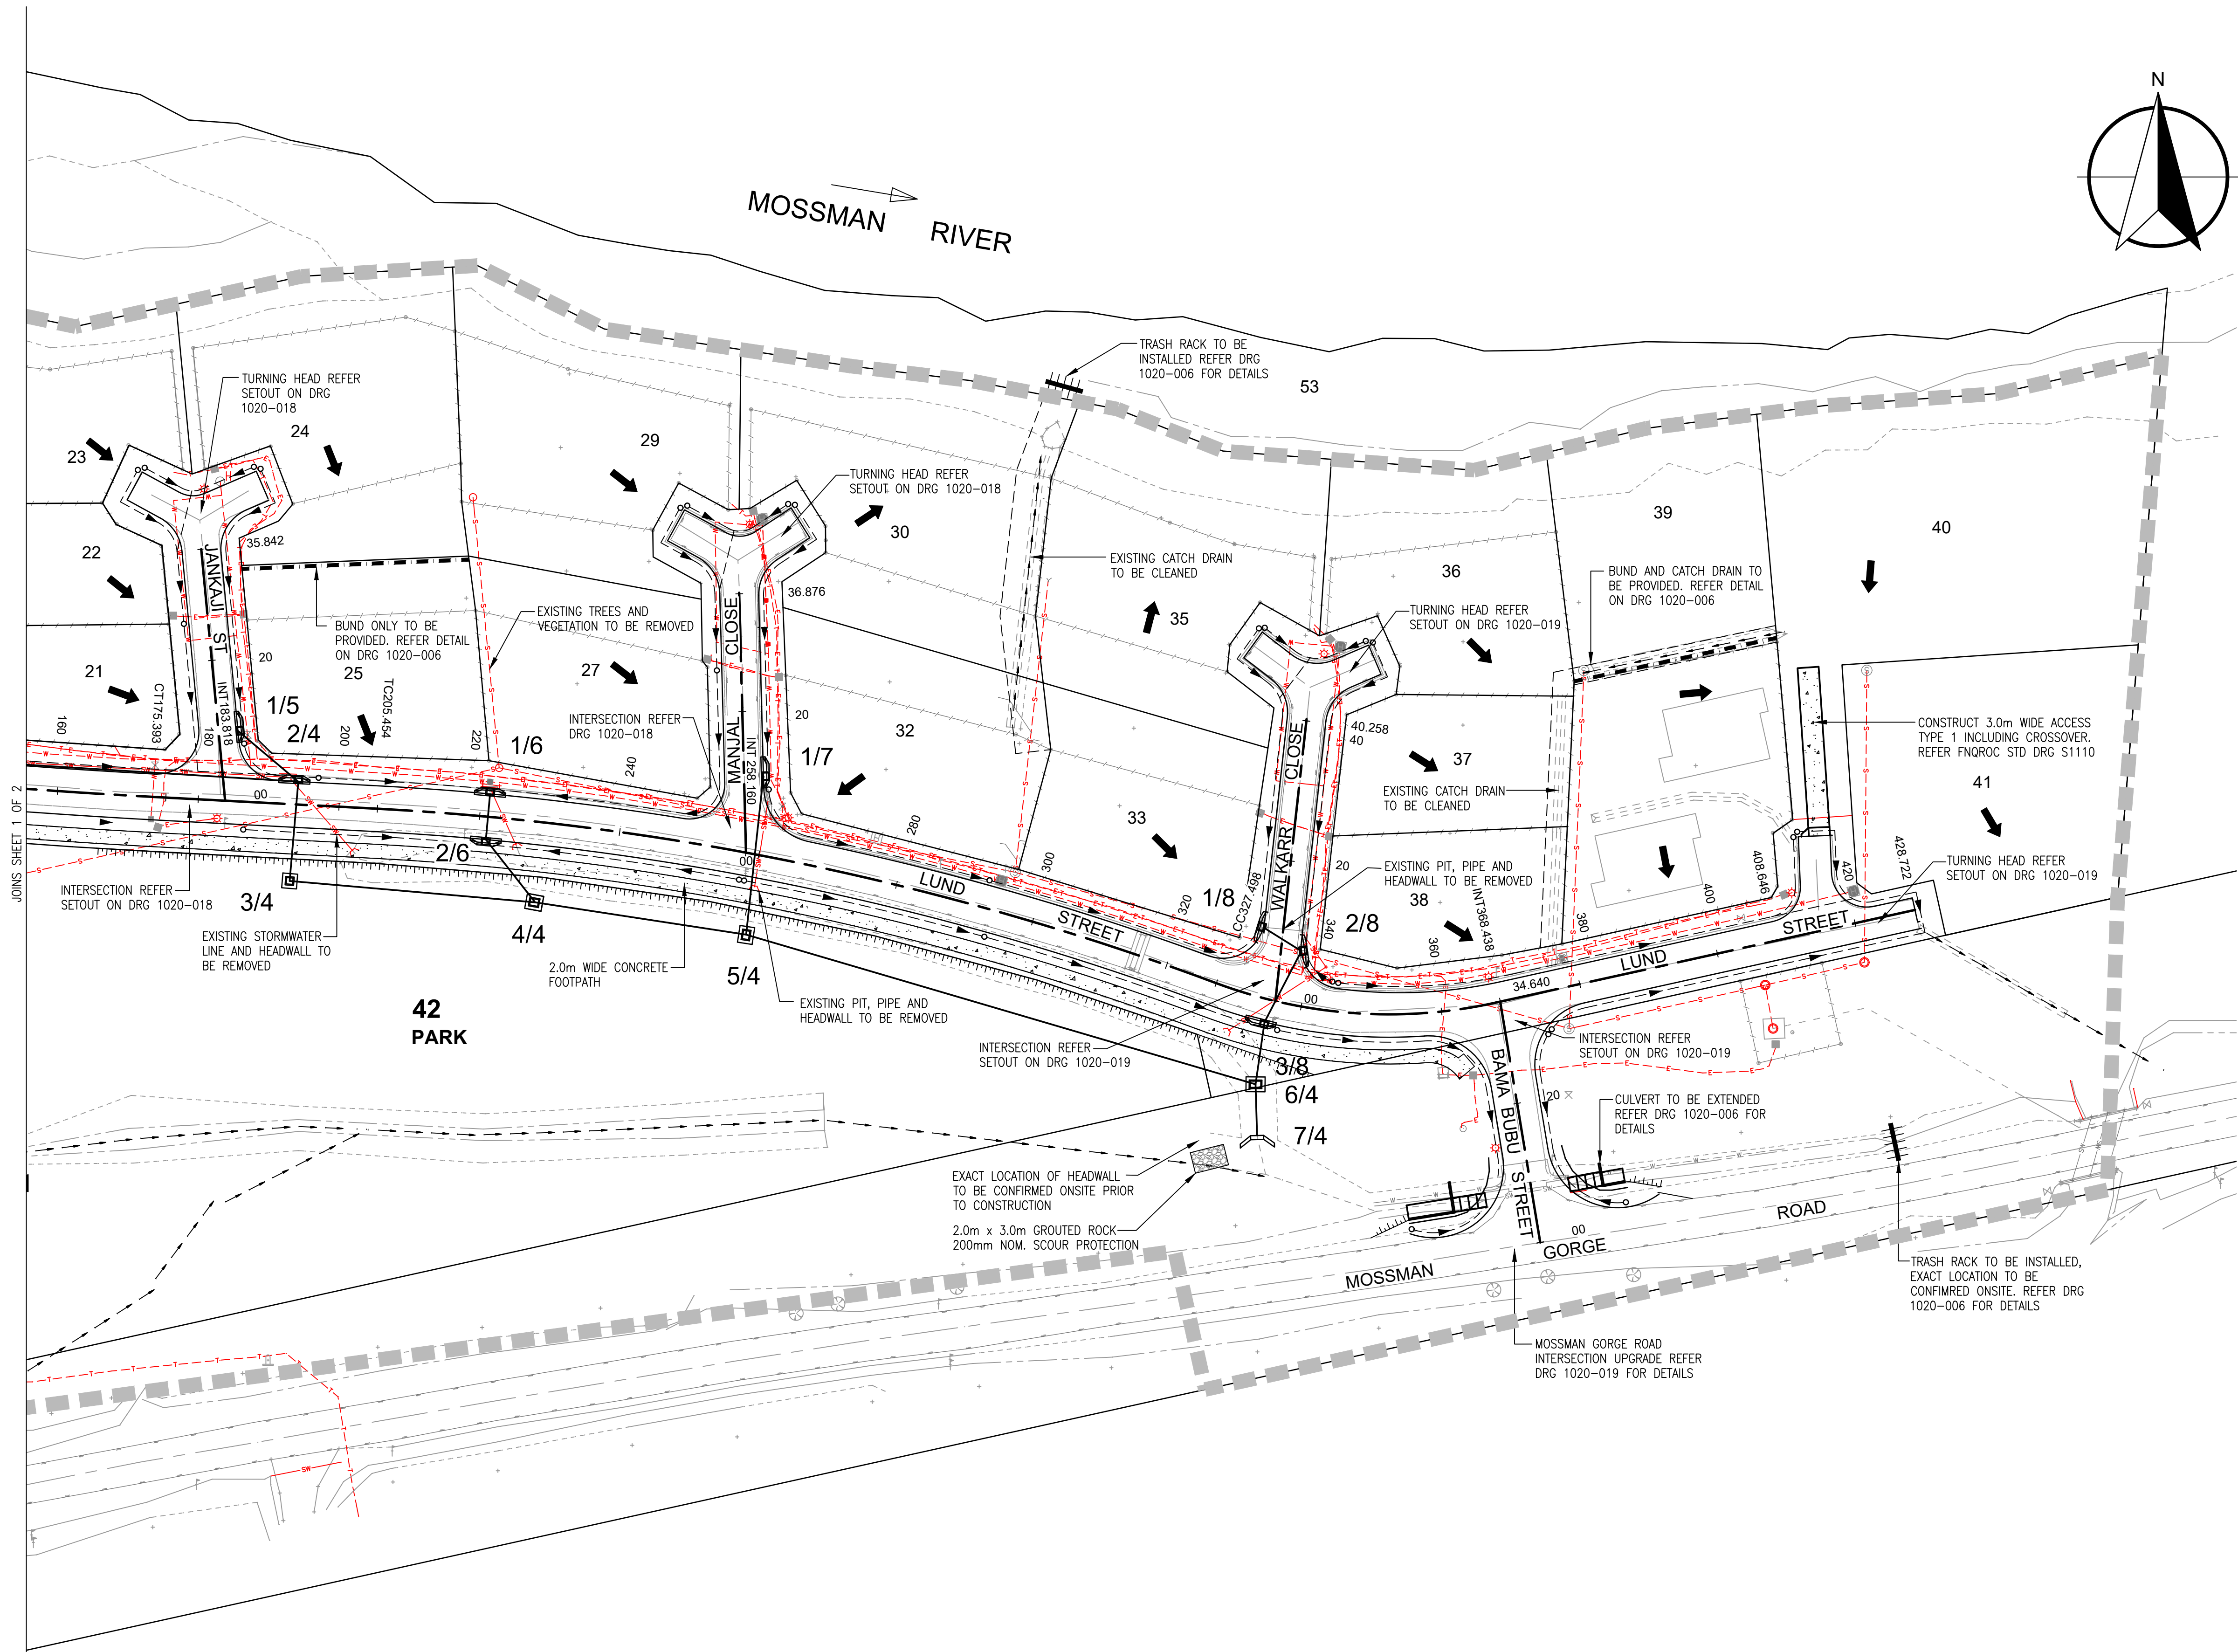 N
MOSSMAN RIVER
TRASH RACK TO BE
INSTALLED REFER DRG
1020-006 FOR DETAILS
53
TURNING HEAD REFER
SETOUT ON DRG
1020-018
24
23
29
TURNING HEAD REFER
SETOUT ON DRG 1020-018
30
39
40
22
35.842
JANKAJI ST
EXISTING CATCH DRAIN
TO BE CLEANED
36
BUND AND CATCH DRAIN TO
BE PROVIDED. REFER DETAIL
ON DRG 1020-006
36.876
35
TURNING HEAD REFER
SETOUT ON DRG 1020-019
EXISTING TREES AND
VEGETATION TO BE REMOVED
BUND ONLY TO BE
PROVIDED. REFER DETAIL
ON DRG 1020-006
20
21
25
27
CT175.393
INT183.818
TC205.454
1/5
2/4
160
180
200
220
240
INTERSECTION REFER
DRG 1020-018
MANJAL CLOSE
INT 258.160
20
32
1/6
1/7
40.258
40
37
CONSTRUCT 3.0m WIDE ACCESS
TYPE 1 INCLUDING CROSSOVER.
REFER FNQROC STD DRG S1110
41
EXISTING CATCH DRAIN
TO BE CLEANED
JOINS SHEET 1 OF 2
00
2/6
280
300
320
33
WALKARR CLOSE
CC327.498
20
340
1/8
2/8
EXISTING PIT, PIPE AND
HEADWALL TO BE REMOVED
38
360
INT368.438
380
400
408.646
420
428.722
TURNING HEAD REFER
SETOUT ON DRG 1020-019
00
LUND STREET
INTERSECTION REFER
SETOUT ON DRG 1020-018
3/4
4/4
5/4
EXISTING STORMWATER
LINE AND HEADWALL TO
BE REMOVED
2.0m WIDE CONCRETE
FOOTPATH
EXISTING PIT, PIPE AND
HEADWALL TO BE REMOVED
42
PARK
LUND STREET
34.640
00
INTERSECTION REFER
SETOUT ON DRG 1020-019
INTERSECTION REFER
SETOUT ON DRG 1020-019
3/8
6/4
7/4
BAMA BUBU STREET
20
CULVERT TO BE EXTENDED
REFER DRG 1020-006 FOR
DETAILS
EXACT LOCATION OF HEADWALL
TO BE CONFIRMED ONSITE PRIOR
TO CONSTRUCTION
2.0m x 3.0m GROUTED ROCK
200mm NOM. SCOUR PROTECTION
00
MOSSMAN GORGE ROAD
TRASH RACK TO BE INSTALLED,
EXACT LOCATION TO BE
CONFIMRED ONSITE. REFER DRG
1020-006 FOR DETAILS
MOSSMAN GORGE ROAD
INTERSECTION UPGRADE REFER
DRG 1020-019 FOR DETAILS
SW